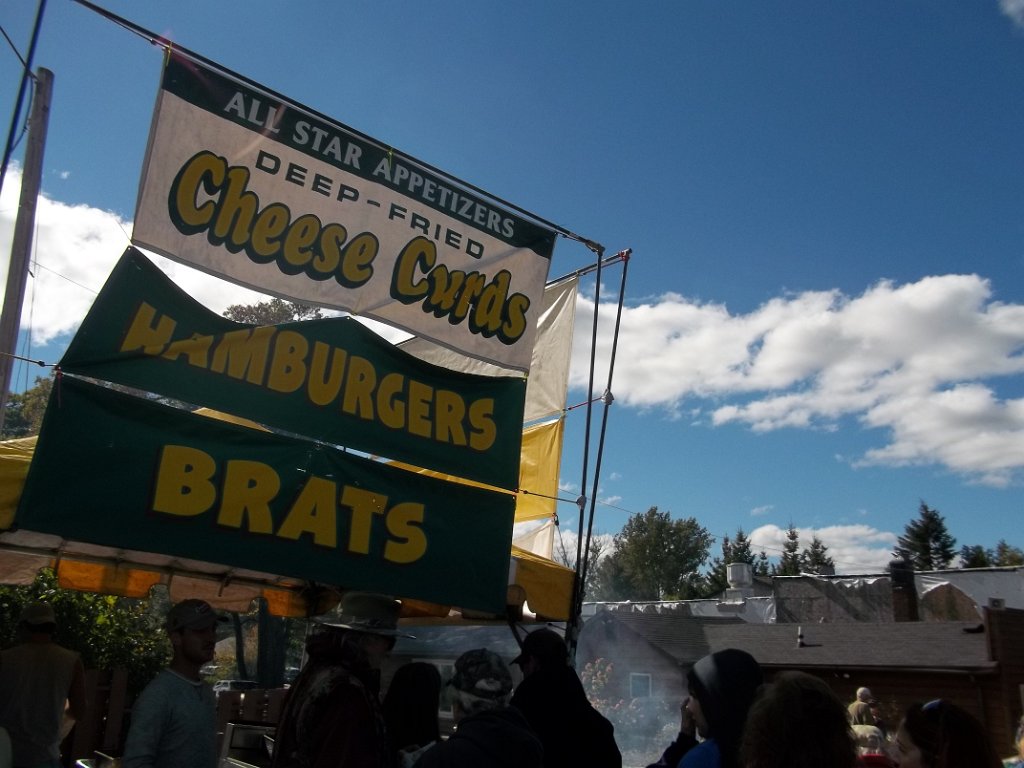 ALL STAR APPETIZERS
DEEP-FRIED
Cheese Curds
HAMBURGERS
BRATS